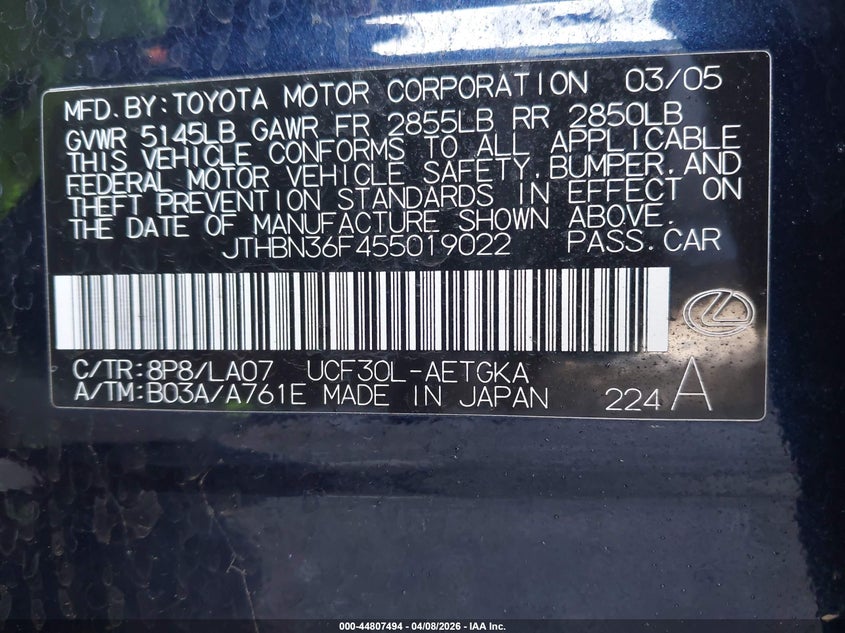 MFD.BY:TOYOTA MOTOR CORPORATION 03/05
GVWR 5145LB GAWR FR 2855LB RR 2850LB
THIS VEHICLE CONFORMS TO ALL APPLICABLE
FEDERAL MOTOR VEHICLE SAFETY,BUMPER,AND
THEFT PREVENTION STANDARDS IN EFFECT ON
THE DATE OF MANUFACTURE SHOWN ABOVE.
JTHBN36F455019022 PASS.CAR
C/TR:8P8/LA07 UCF30L-AETGKA
A/TM:B03A/A761E MADE IN JAPAN 224 A
000-44807494 - 04/08/2026 - IAA Inc.